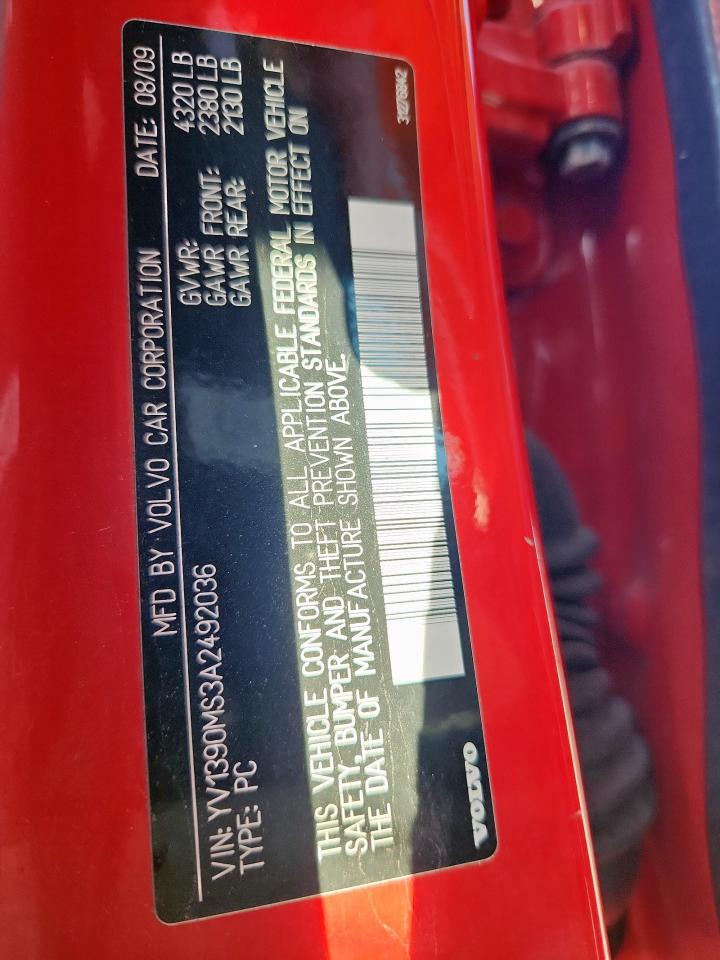 MFD BY VOLVO CAR CORPORATION DATE: 08/09
GVWR: 4320 LB
GAWR FRONT: 2380 LB
GAWR REAR: 2130 LB
VIN: YV1390MS3A2492036
TYPE: PC
THIS VEHICLE CONFORMS TO ALL APPLICABLE FEDERAL MOTOR VEHICLE
SAFETY, BUMPER AND THEFT PREVENTION STANDARDS IN EFFECT ON
THE DATE OF MANUFACTURE SHOWN ABOVE.
VOLVO